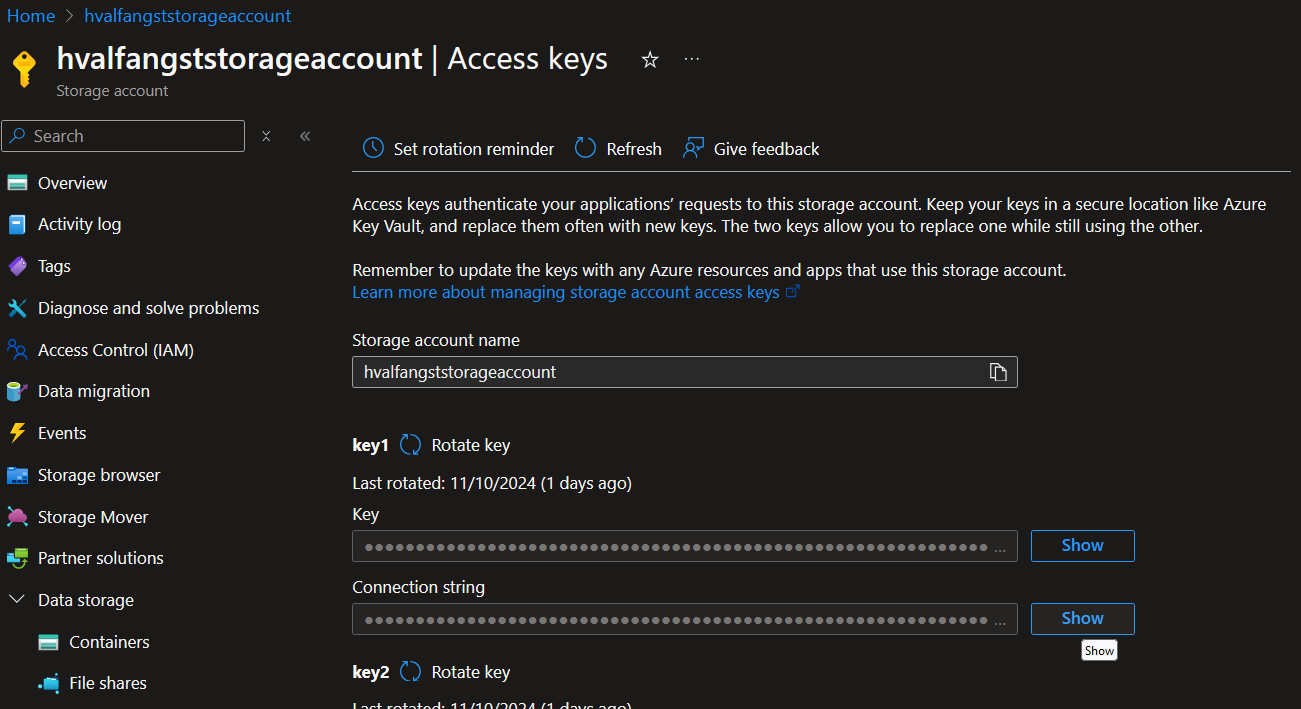 Home > hvalfangststorageaccount
hvalfangststorageaccount | Access keys
Storage account
Search
Overview
Activity log
Tags
Diagnose and solve problems
Access Control (IAM)
Data migration
Events
Storage browser
Storage Mover
Partner solutions
Data storage
Containers
File shares
Set rotation reminder
Refresh
Give feedback
Access keys authenticate your applications’ requests to this storage account. Keep your keys in a secure location like Azure
Key Vault, and replace them often with new keys. The two keys allow you to replace one while still using the other.
Remember to update the keys with any Azure resources and apps that use this storage account.
Learn more about managing storage account access keys
Storage account name
hvalfangststorageaccount
key1 Rotate key
Last rotated: 11/10/2024 (1 days ago)
Key
Show
Connection string
Show
Show
key2 Rotate key
Last rotated: 11/10/2024 (1 days ago)